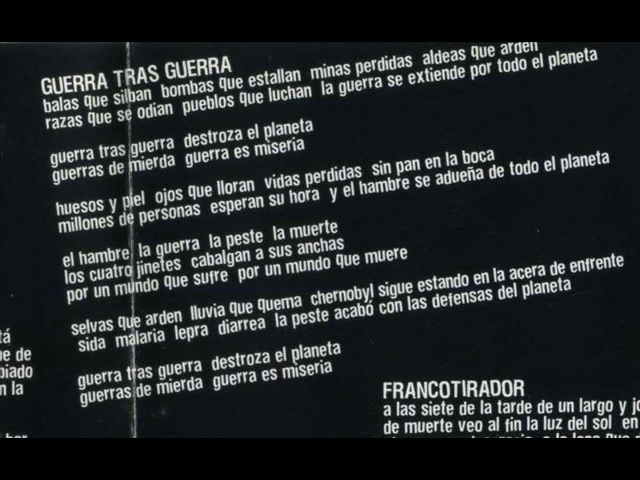 GUERRA TRAS GUERRA
balas que silban bombas que estallan minas perdidas aldeas que arden
razas que se odian pueblos que luchan la guerra se extiende por todo el planeta
guerra tras guerra destroza el planeta
guerras de mierda guerra es miseria
huesos y piel ojos que lloran vidas perdidas sin pan en la boca
millones de personas esperan su hora y el hambre se adueña de todo el planeta
el hambre la guerra la peste la muerte
los cuatro jinetes cabalgan a sus anchas
por un mundo que sufre por un mundo que muere
selvas que arden lluvia que quema chernobyl sigue estando en la acera de enfrente
sida malaria lepra diarrea la peste acabó con las defensas del planeta
guerra tras guerra destroza el planeta
guerras de mierda guerra es miseria
tá
de
piado
n la
FRANCOTIRADOR
a las siete de la tarde de un largo y
de muerte veo al fin la luz del sol en